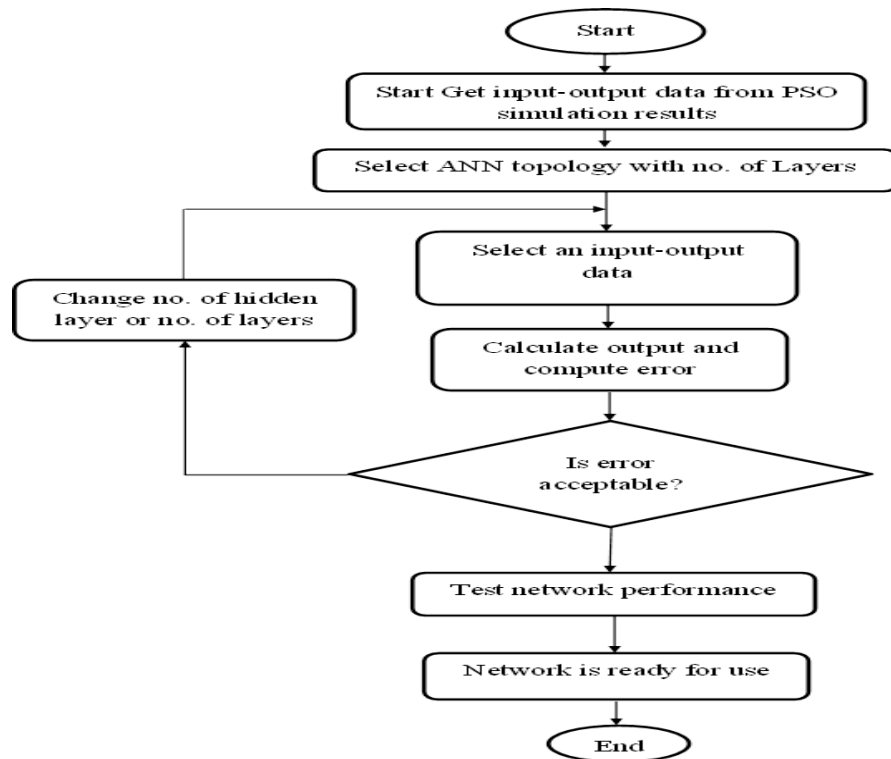 Start
Start Get input-output data from PSO
simulation results
Select ANN topology with no. of Layers
Select an input-output
data
Change no. of hidden
layer or no. of layers
Calculate output and
compute error
Is error
acceptable?
Test network performance
Network is ready for use
End